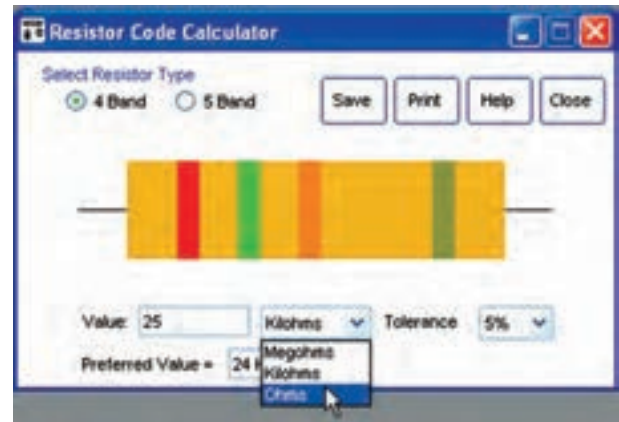 Resistor Code Calculator
Select Resistor Type
4 Band 5 Band Save Print Help Close
Value: 25 Kilohms Tolerance 5%
Preferred Value = 24
Megohms
Kilohms
Ohms